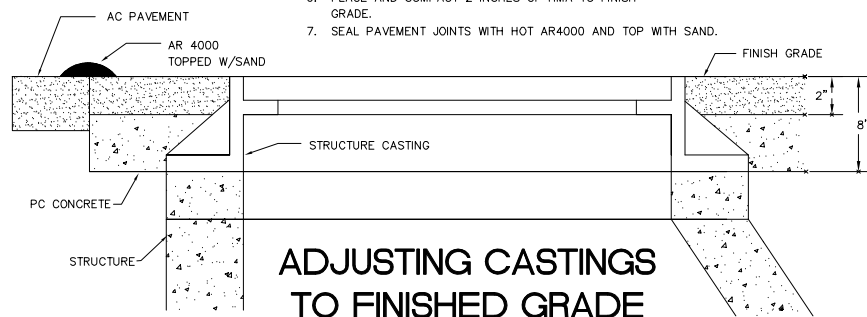 GRADE.
7. SEAL PAVEMENT JOINTS WITH HOT AR4000 AND TOP WITH SAND.
AC PAVEMENT
AR 4000
TOPPED W/SAND
FINISH GRADE
2"
8"
STRUCTURE CASTING
PC CONCRETE
STRUCTURE
ADJUSTING CASTINGS
TO FINISHED GRADE